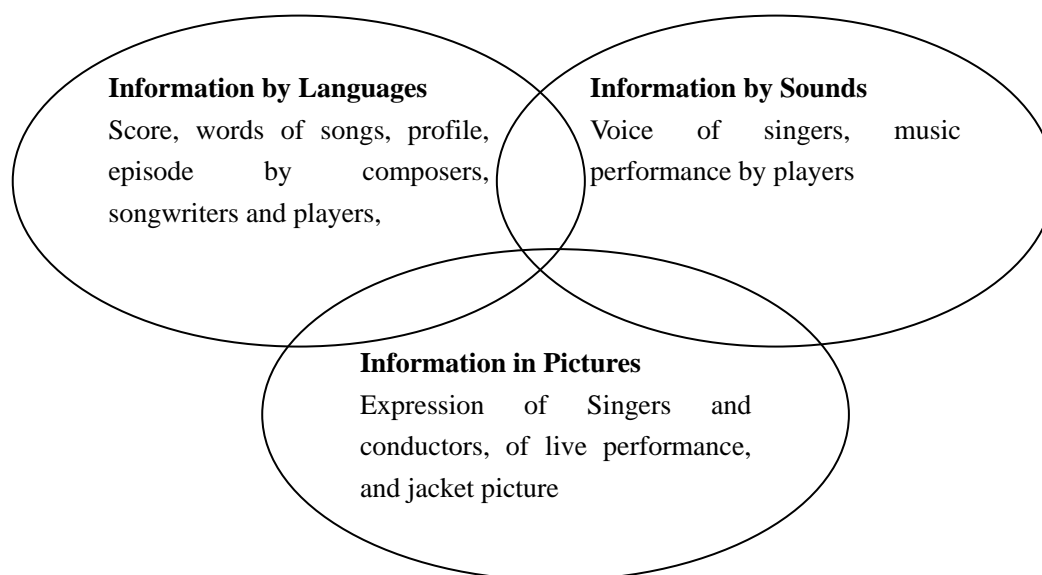 Information by Languages
Score, words of songs, profile,
episode by composers,
songwriters and players,
Information by Sounds
Voice of singers, music
performance by players
Information in Pictures
Expression of Singers and
conductors, of live performance,
and jacket picture